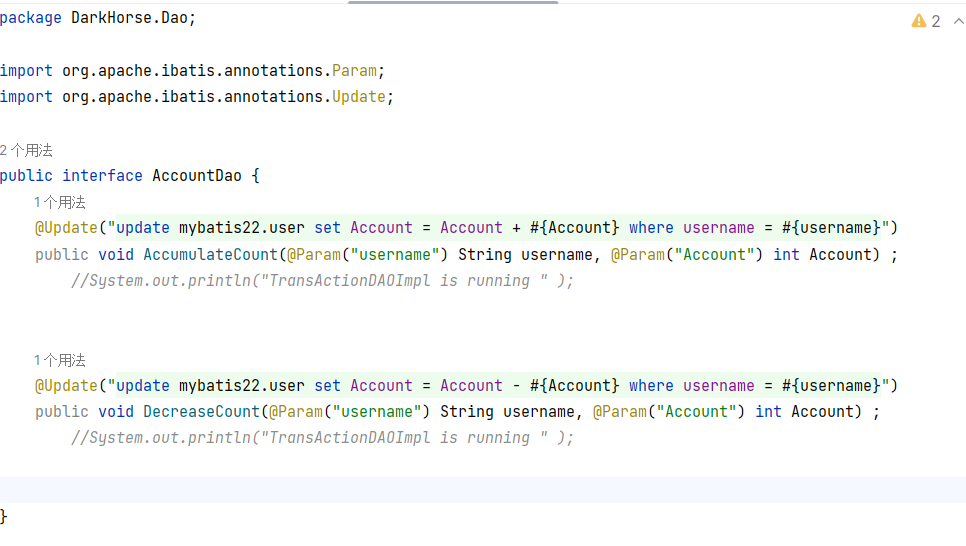 package DarkHorse.Dao;
2
import org.apache.ibatis.annotations.Param;
import org.apache.ibatis.annotations.Update;
2 个用法
public interface AccountDao {
1 个用法
@Update("update mybatis22.user set Account = Account + #{Account} where username = #{username}")
public void AccumulateCount(@Param("username") String username, @Param("Account") int Account) ;
//System.out.println("TransActionDAOImpl is running " );
1 个用法
@Update("update mybatis22.user set Account = Account - #{Account} where username = #{username}")
public void DecreaseCount(@Param("username") String username, @Param("Account") int Account) ;
//System.out.println("TransActionDAOImpl is running " );
}